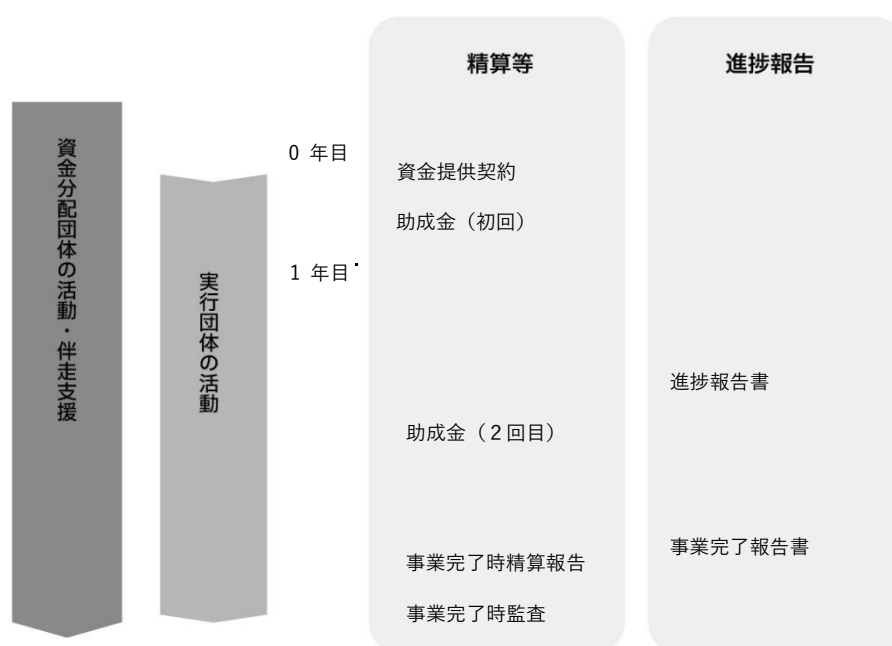 精算等
進捗報告
資金分配団体の活動・伴走支援
実行団体の活動
0 年目
資金提供契約
助成金（初回）
1 年目
進捗報告書
助成金（２回目）
事業完了報告書
事業完了時精算報告
事業完了時監査